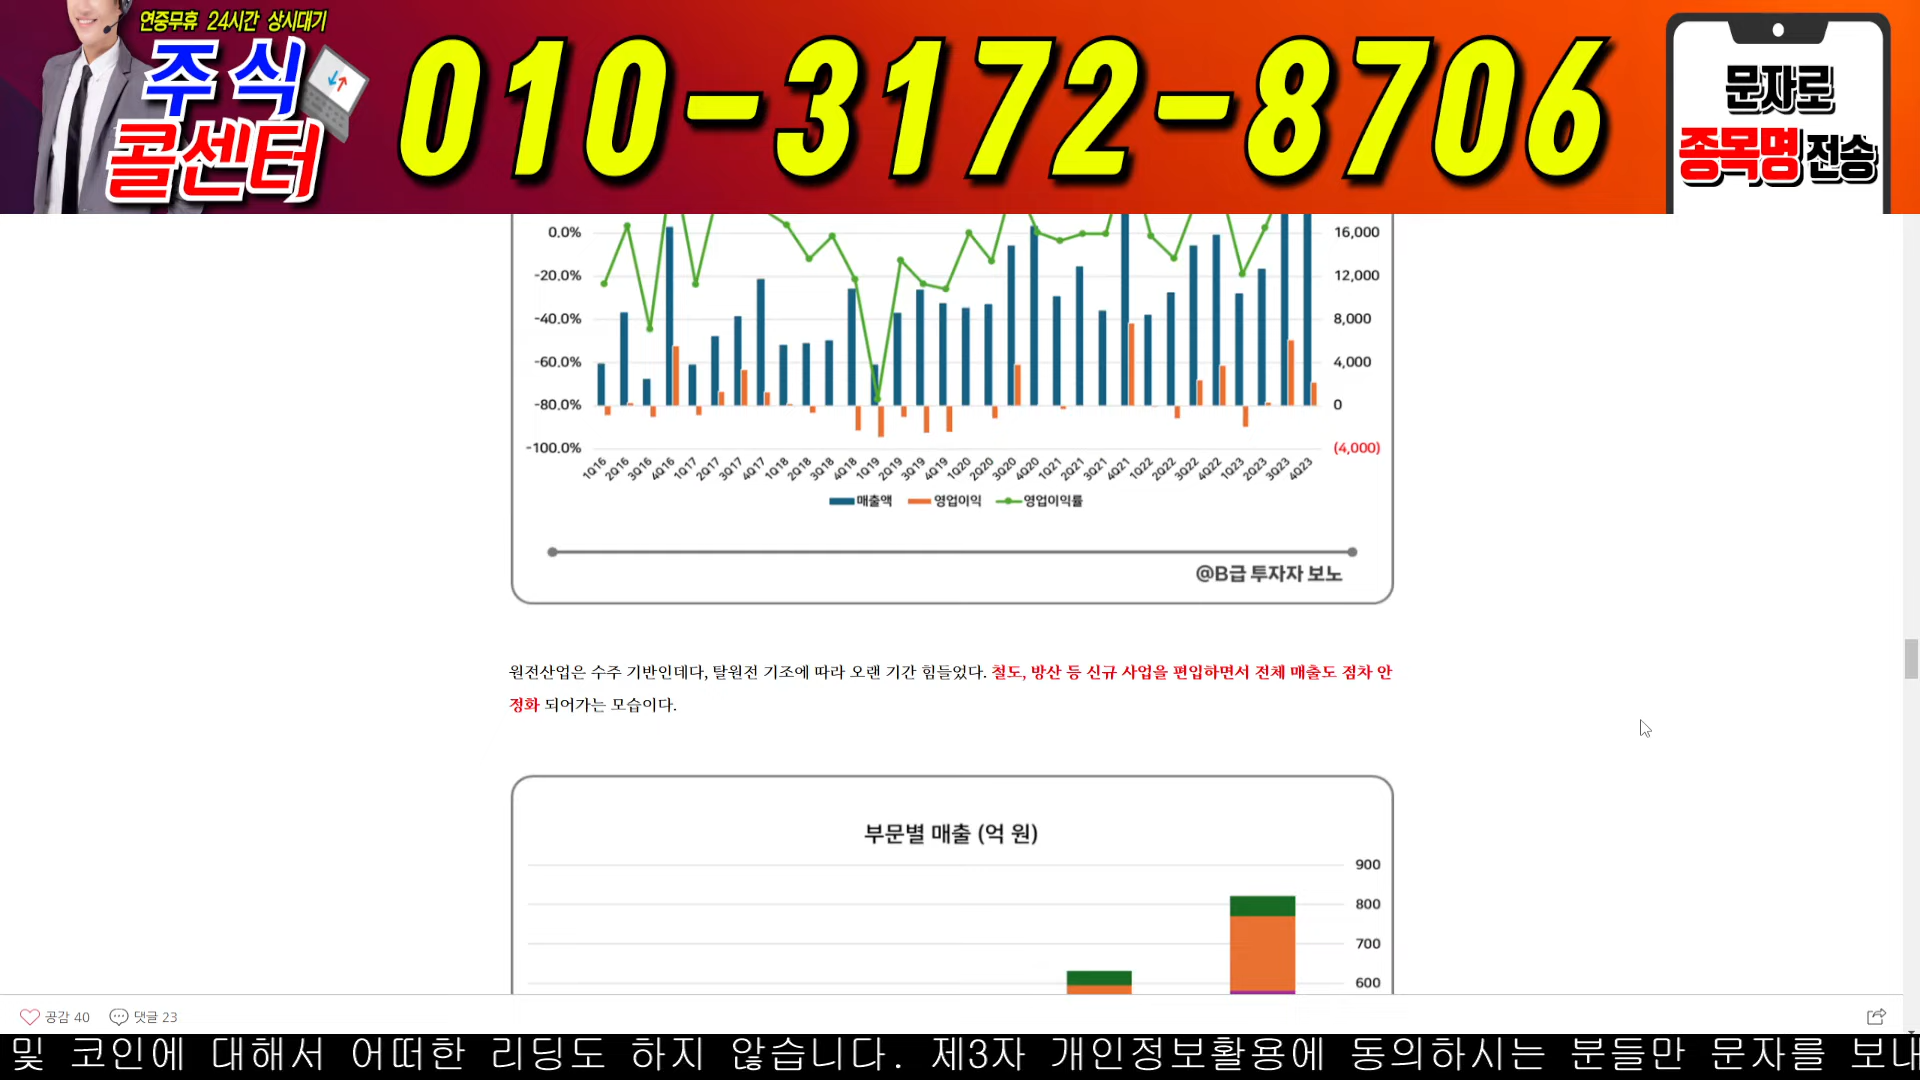 연중무휴 24시간 상시대기
주식
콜센터
010-3172-8706
문자로
종목명 전송
0.0%
-20.0%
-40.0%
-60.0%
-80.0%
-100.0%
16,000
12,000
8,000
4,000
0
(4,000)
1Q16 2Q16 3Q16 4Q16 1Q17 2Q17 3Q17 4Q17 1Q18 2Q18 3Q18 4Q18 1Q19 2Q19 3Q19 4Q19 1Q20 2Q20 3Q20 4Q20 1Q21 2Q21 3Q21 4Q21 1Q22 2Q22 3Q22 4Q22 1Q23 2Q23 3Q23 4Q23
매출액 영업이익 영업이익률
@B급 투자자 보노
원전산업은 수주 기반인데다, 탈원전 기조에 따라 오랜 기간 힘들었다. 철도, 방산 등 신규 사업을 편입하면서 전체 매출도 점차 안
정화 되어가는 모습이다.
부문별 매출 (억 원)
900
800
700
600
공감 40 댓글 23
및 코인에 대해서 어떠한 리딩도 하지 않습니다. 제3자 개인정보활용에 동의하시는 분들만 문자를 보내